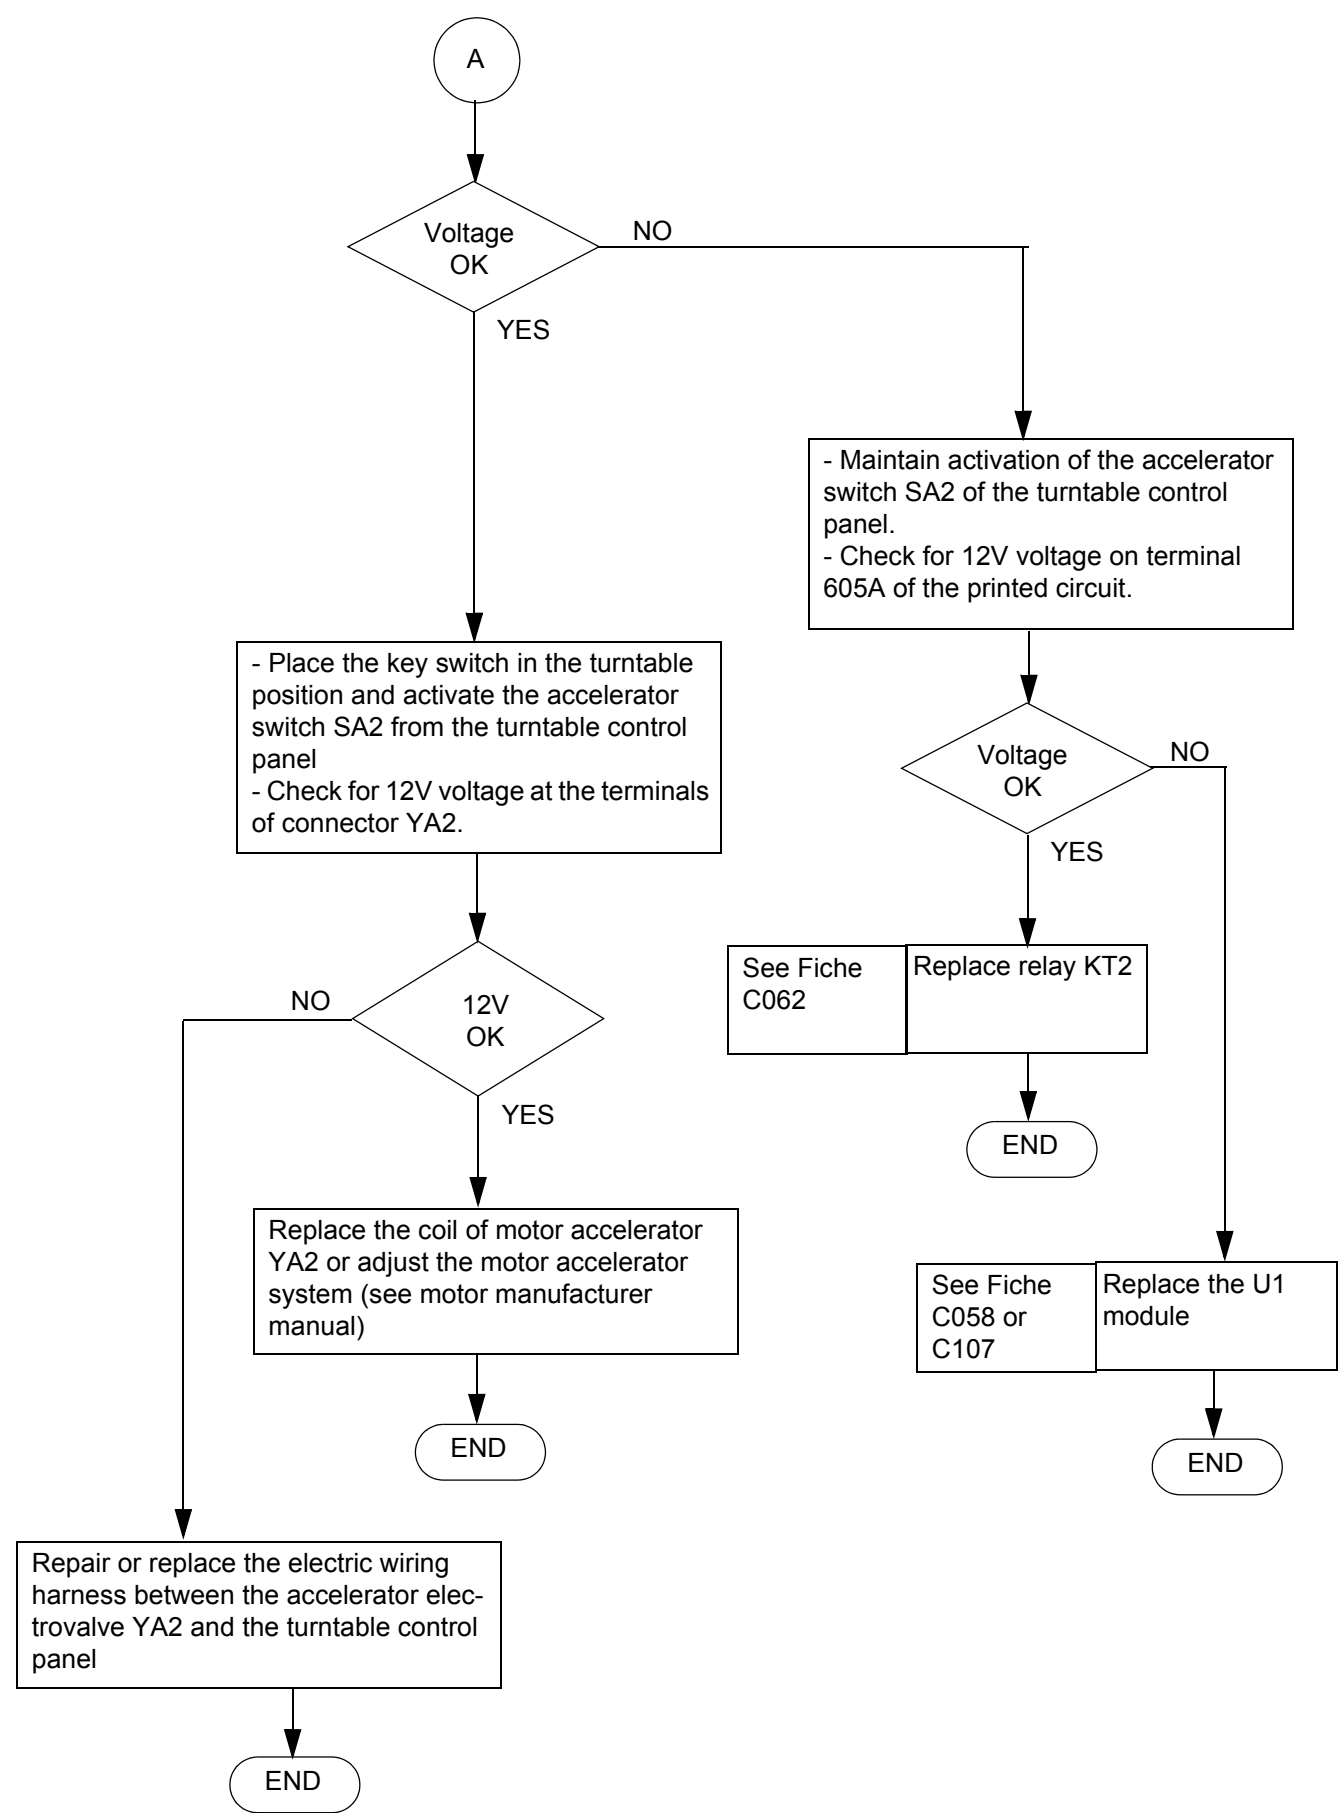 A
Voltage
OK
NO
YES
- Maintain activation of the accelerator
switch SA2 of the turntable control
panel.
- Check for 12V voltage on terminal
605A of the printed circuit.
- Place the key switch in the turntable
position and activate the accelerator
switch SA2 from the turntable control
panel
- Check for 12V voltage at the terminals
of connector YA2.
Voltage
OK
NO
YES
See Fiche
C062
Replace relay KT2
END
NO
12V
OK
YES
Replace the coil of motor accelerator
YA2 or adjust the motor accelerator
system (see motor manufacturer
manual)
END
See Fiche
C058 or
C107
Replace the U1
module
END
Repair or replace the electric wiring
harness between the accelerator elec-
trovalve YA2 and the turntable control
panel
END